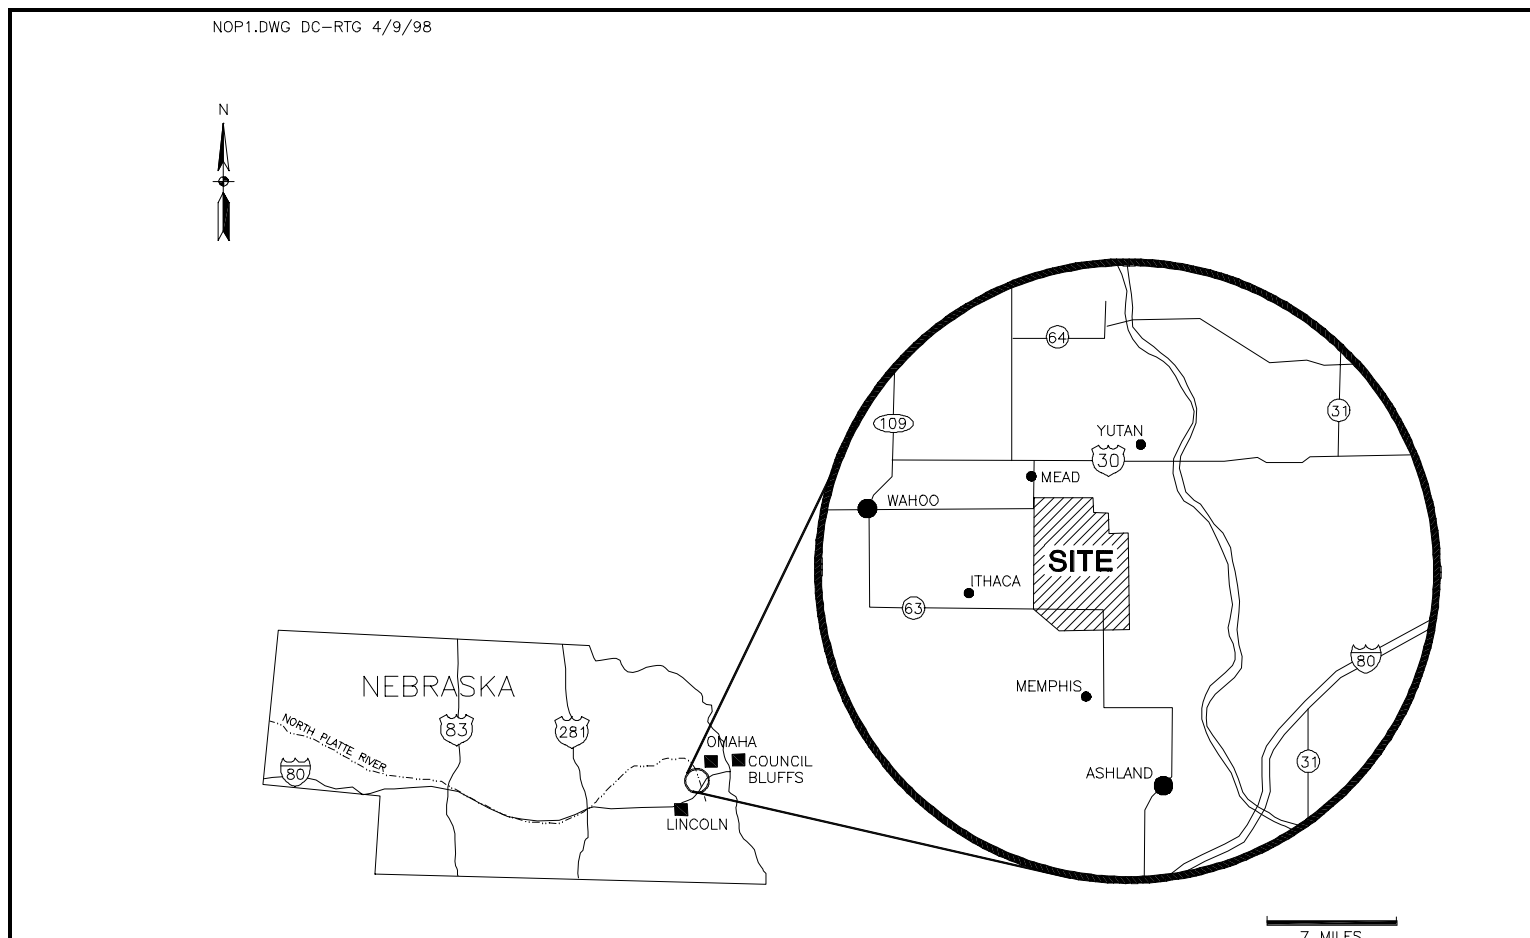 NOP1.DWG DC-RTG 4/9/98
N
64
31
109
YUTAN
30
MEAD
WAHOO
SITE
ITHACA
63
80
MEMPHIS
NEBRASKA
NORTH PLATTE RIVER
83
281
OMAHA
COUNCIL
BLUFFS
80
31
ASHLAND
LINCOLN
7 MILES